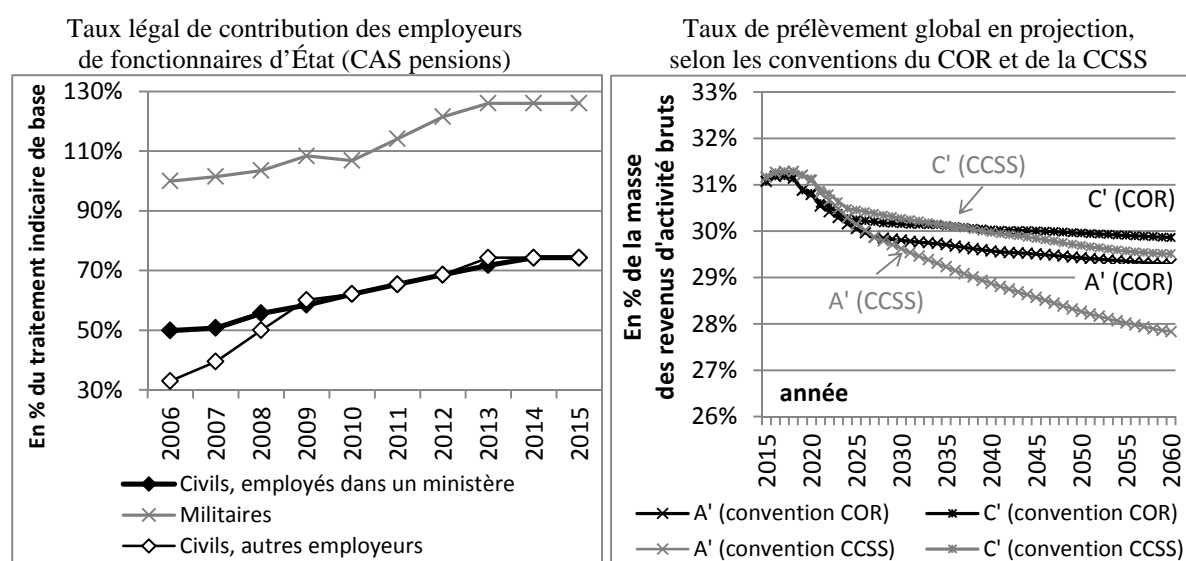 Taux légal de contribution des employeurs
de fonctionnaires d'État (CAS pensions)
En % du traitement indicaire de base
130%
110%
90%
70%
50%
30%
2006
2007
2008
2009
2010
2011
2012
2013
2014
2015
Civils, employés dans un ministère
Militaires
Civils, autres employeurs
Taux de prélèvement global en projection,
selon les conventions du COR et de la CCSS
En % de la masse
des revenus d'activité bruts
33%
32%
31%
30%
29%
28%
27%
26%
C' (CCSS)
C' (COR)
A' (COR)
A' (CCSS)
année
2015
2020
2025
2030
2035
2040
2045
2050
2055
2060
A' (convention COR)
C' (convention COR)
A' (convention CCSS)
C' (convention CCSS)